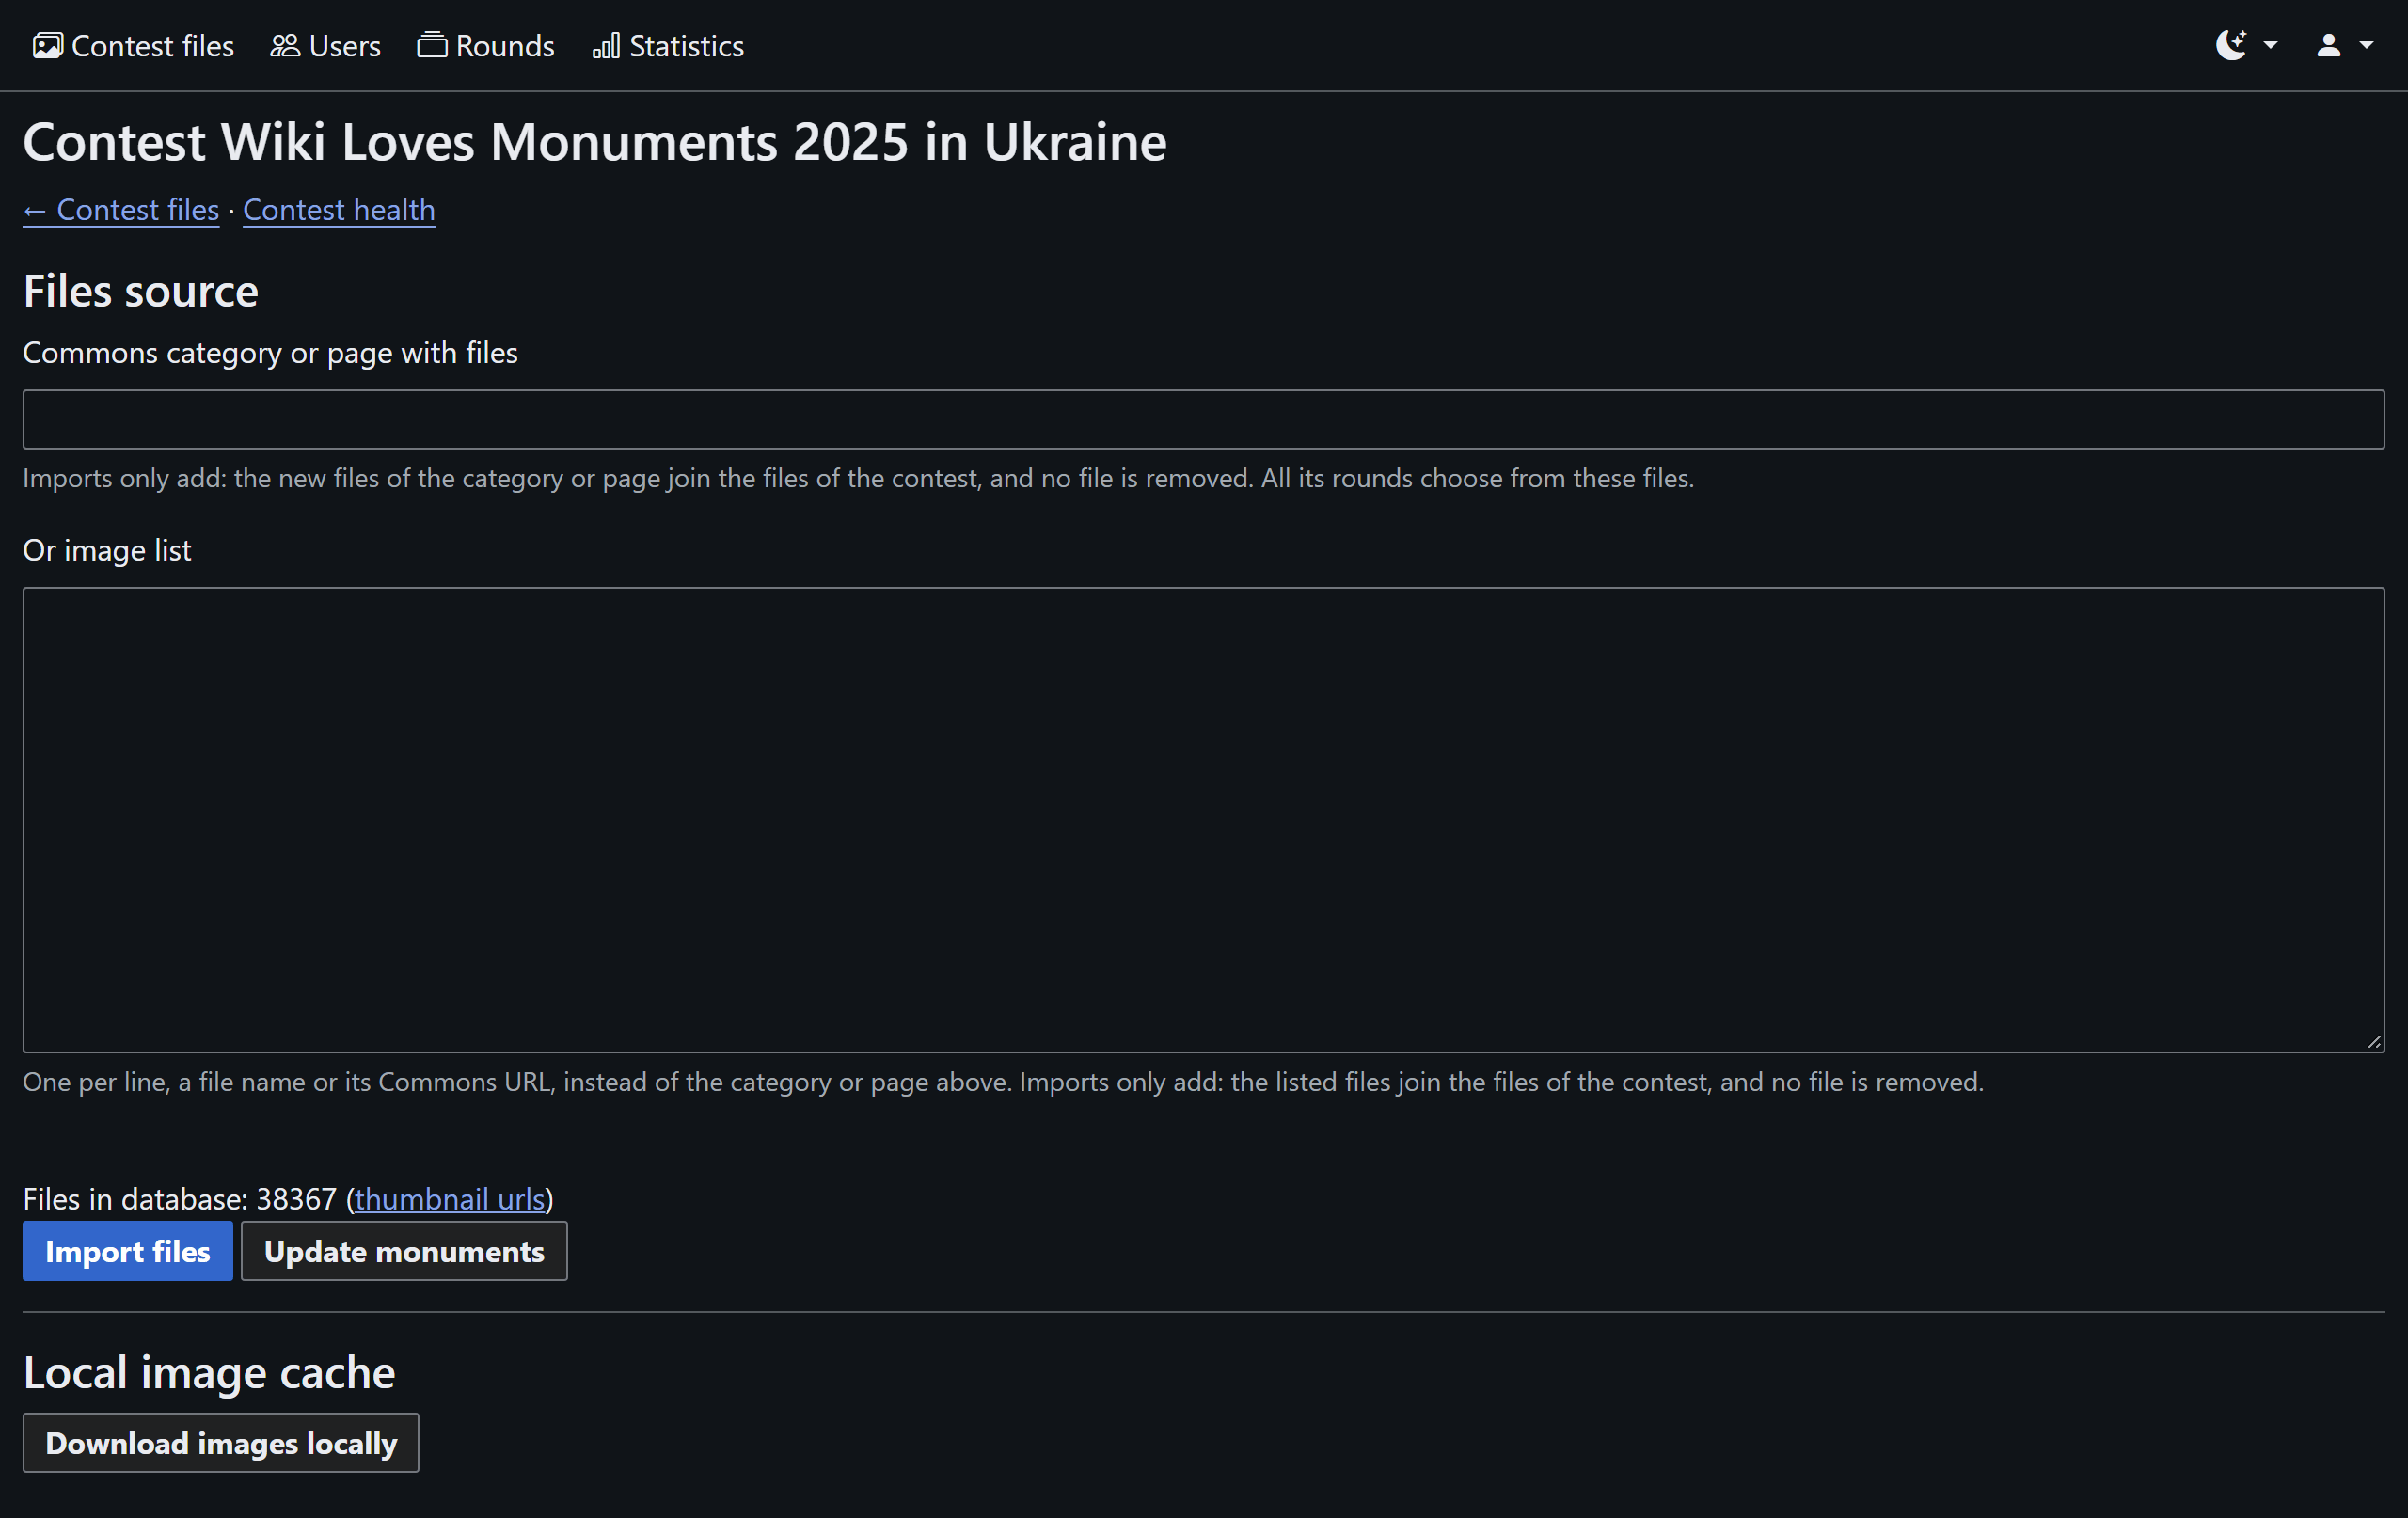 Contest files Users Rounds Statistics
Contest Wiki Loves Monuments 2025 in Ukraine
← Contest files · Contest health
Files source
Commons category or page with files
Imports only add: the new files of the category or page join the files of the contest, and no file is removed. All its rounds choose from these files.
Or image list
One per line, a file name or its Commons URL, instead of the category or page above. Imports only add: the listed files join the files of the contest, and no file is removed.
Files in database: 38367 (thumbnail urls)
Import files Update monuments
Local image cache
Download images locally